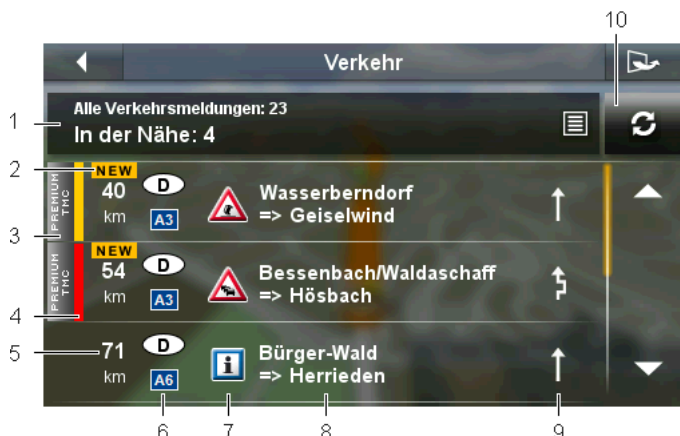 10
Verkehr
1
Alle Verkehrsmeldungen: 23
In der Nähe: 4
2
NEW
3
PREMIUM
TMC
40
km
D
A3
Wasserberndorf
=> Geiselwind
4
PREMIUM
TMC
NEW
54
km
D
A3
Bessenbach/Waldaschaff
=> Hösbach
5
71
km
D
A6
i
Bürger-Wald
=> Herrieden
6
7
8
9